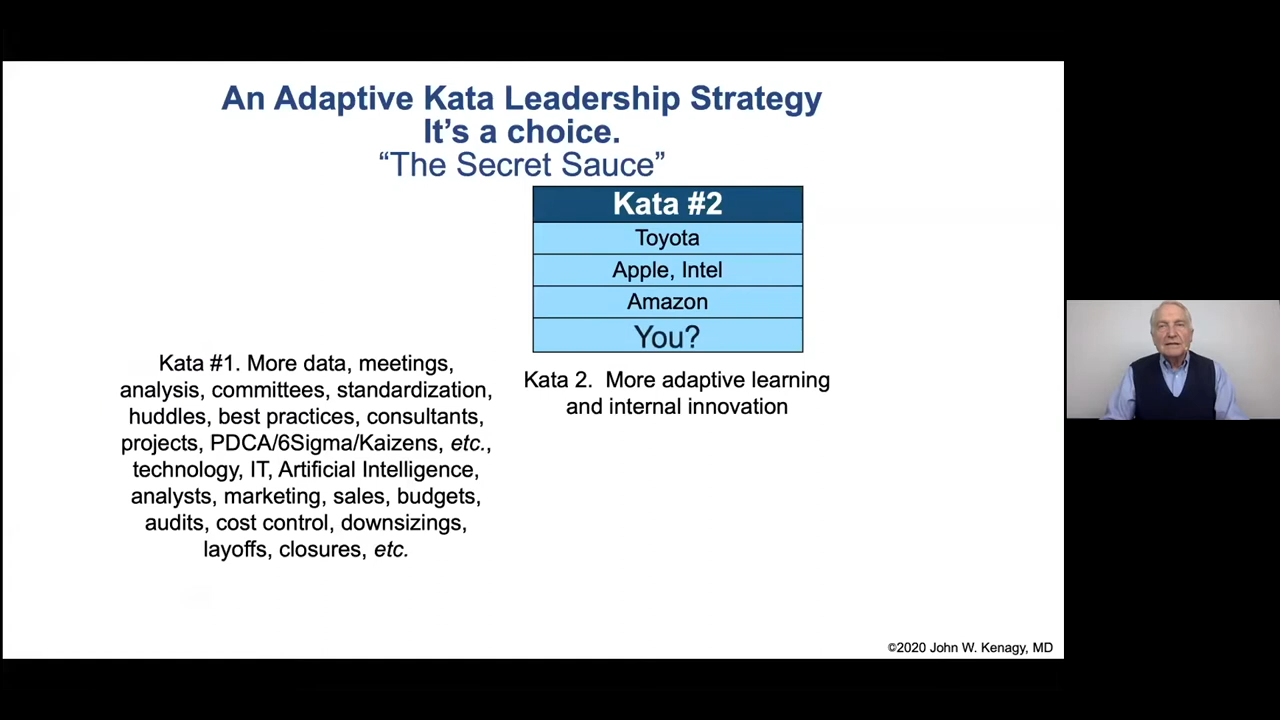 An Adaptive Kata Leadership Strategy
It’s a choice.
“The Secret Sauce”
Kata #2
Toyota
Apple, Intel
Amazon
You?
Kata #1. More data, meetings,
analysis, committees, standardization,
huddles, best practices, consultants,
projects, PDCA/6Sigma/Kaizens, etc.,
technology, IT, Artificial Intelligence,
analysts, marketing, sales, budgets,
audits, cost control, downsizings,
layoffs, closures, etc.
Kata 2.  More adaptive learning
and internal innovation
©2020 John W. Kenagy, MD